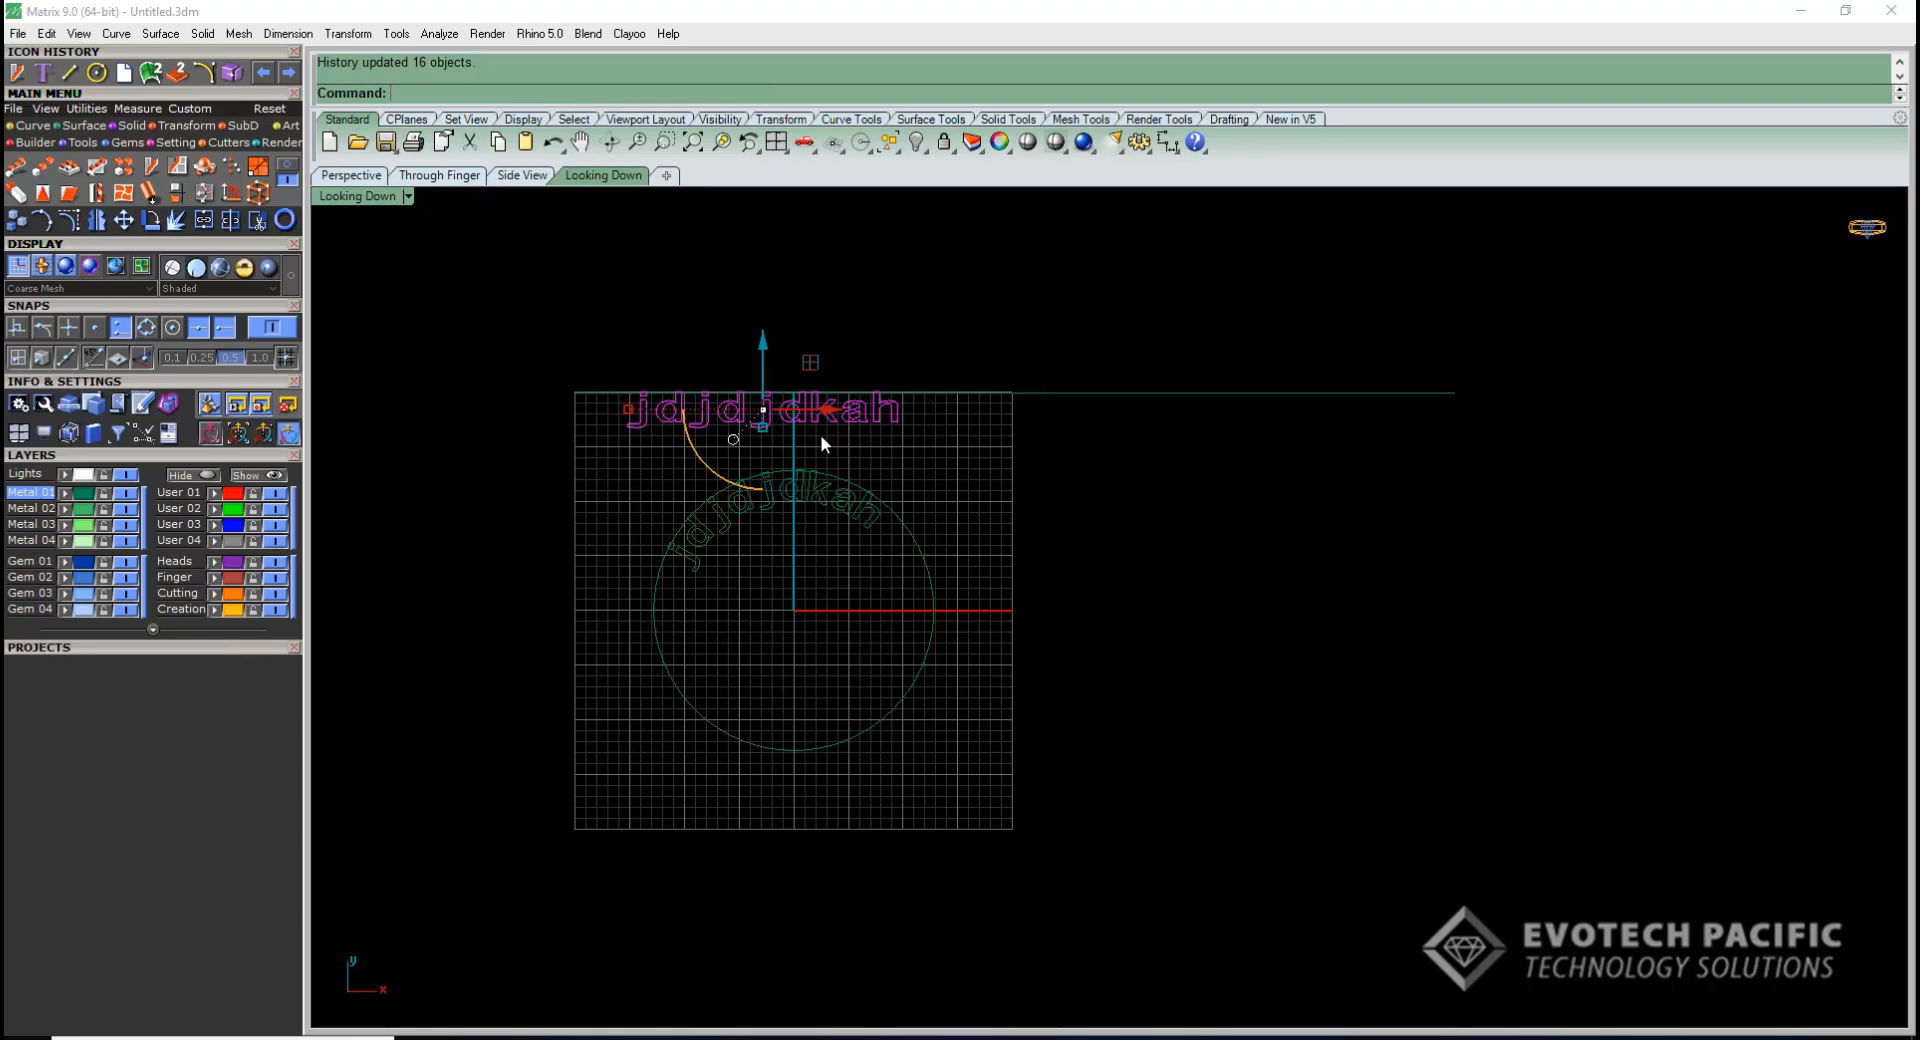 Matrix 9.0 (64-bit) - Untitled.3dm
File Edit View Curve Surface Solid Mesh Dimension Transform Tools Analyze Render Rhino 5.0 Blend Clayoo Help
ICON HISTORY
MAIN MENU
File View Utilities Measure Custom Reset
Curve Surface Solid Transform SubD Art
Builder Tools Gems Setting Cutters Render
DISPLAY
Coarse Mesh Shaded
SNAPS
0.1 0.25 0.5 1.0
INFO & SETTINGS
LAYERS
Lights Hide Show
Metal 01 User 01
Metal 02 User 02
Metal 03 User 03
Metal 04 User 04
Gem 01 Heads
Gem 02 Finger
Gem 03 Cutting
Gem 04 Creation
PROJECTS
History updated 16 objects.
Command:
Standard CPlanes Set View Display Select Viewport Layout Visibility Transform Curve Tools Surface Tools Solid Tools Mesh Tools Render Tools Drafting New in V5
Perspective Through Finger Side View Looking Down
Looking Down
jdjdjdkah
jdjdjdkah
y
x
EVOTECH PACIFIC
TECHNOLOGY SOLUTIONS